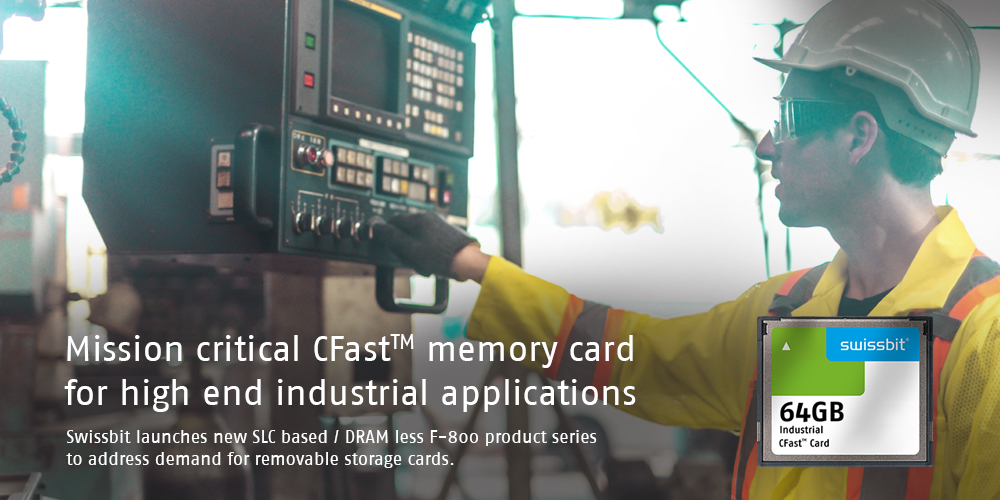 Mission critical CFast™ memory card
for high end industrial applications
Swissbit launches new SLC based / DRAM less F-800 product series
to address demand for removable storage cards.
swissbit®
64GB
Industrial
CFast™ Card